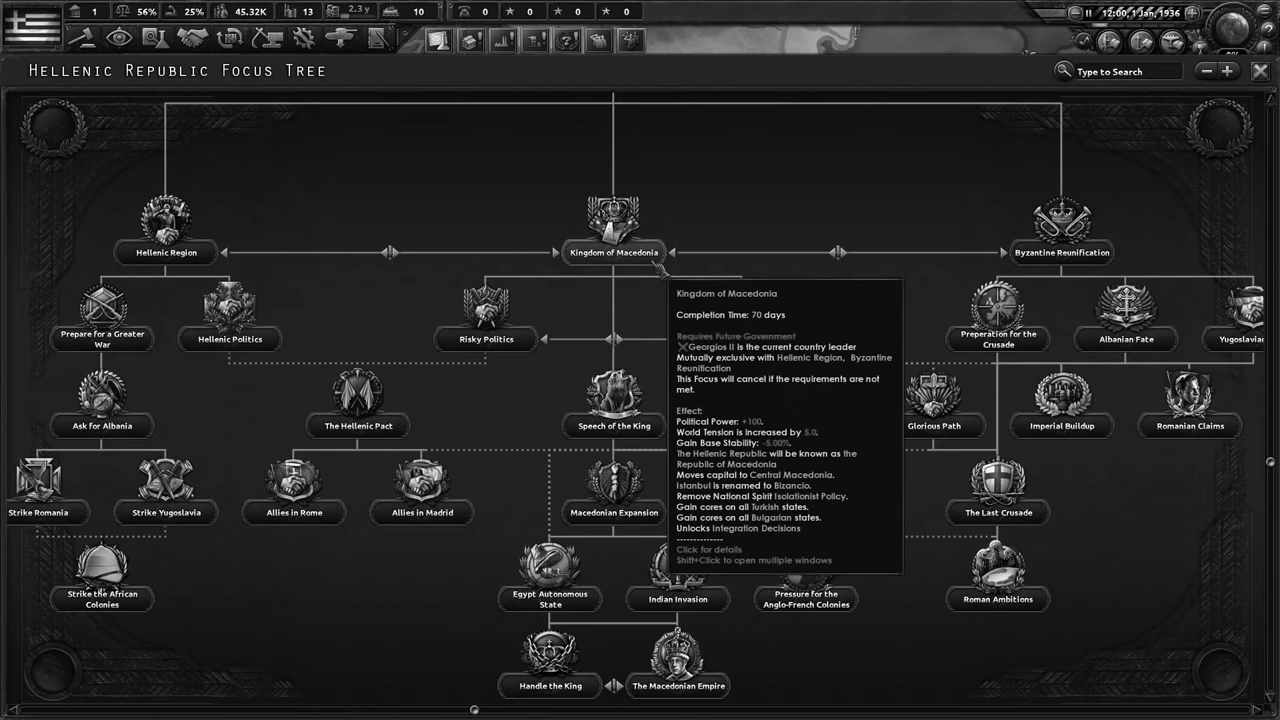 1 56% 25% 45.32K 13 2.3 y 10 0 0 0 0 12:00, 1 Jan, 1936
HELLENIC REPUBLIC FOCUS TREE
Type to Search
Hellenic Region
Kingdom of Macedonia
Byzantine Reunification
Kingdom of Macedonia
Completion Time: 70 days
Requires Future Government
Georgios II is the current country leader
Mutually exclusive with Hellenic Region, Byzantine
Reunification
This Focus will cancel if the requirements are not
met.
Effect:
Political Power: +100.
World Tension is increased by 5.0.
Gain Base Stability: -5.00%.
The Hellenic Republic will be known as the
Republic of Macedonia
Moves capital to Central Macedonia.
Istanbul is renamed to Bizancio.
Remove National Spirit Isolationist Policy.
Gain cores on all Turkish states.
Gain cores on all Bulgarian states.
Unlocks Integration Decisions
--------------
Click for details
Shift+Click to open multiple windows
Prepare for a Greater
War
Hellenic Politics
Risky Politics
Preperation for the
Crusade
Albanian Fate
Yugoslavian
Ask for Albania
The Hellenic Pact
Speech of the King
Glorious Path
Imperial Buildup
Romanian Claims
Strike Romania
Strike Yugoslavia
Allies in Rome
Allies in Madrid
Macedonian Expansion
The Last Crusade
Strike the African
Colonies
Egypt Autonomous
State
Indian Invasion
Pressure for the
Anglo-French Colonies
Roman Ambitions
Handle the King
The Macedonian Empire